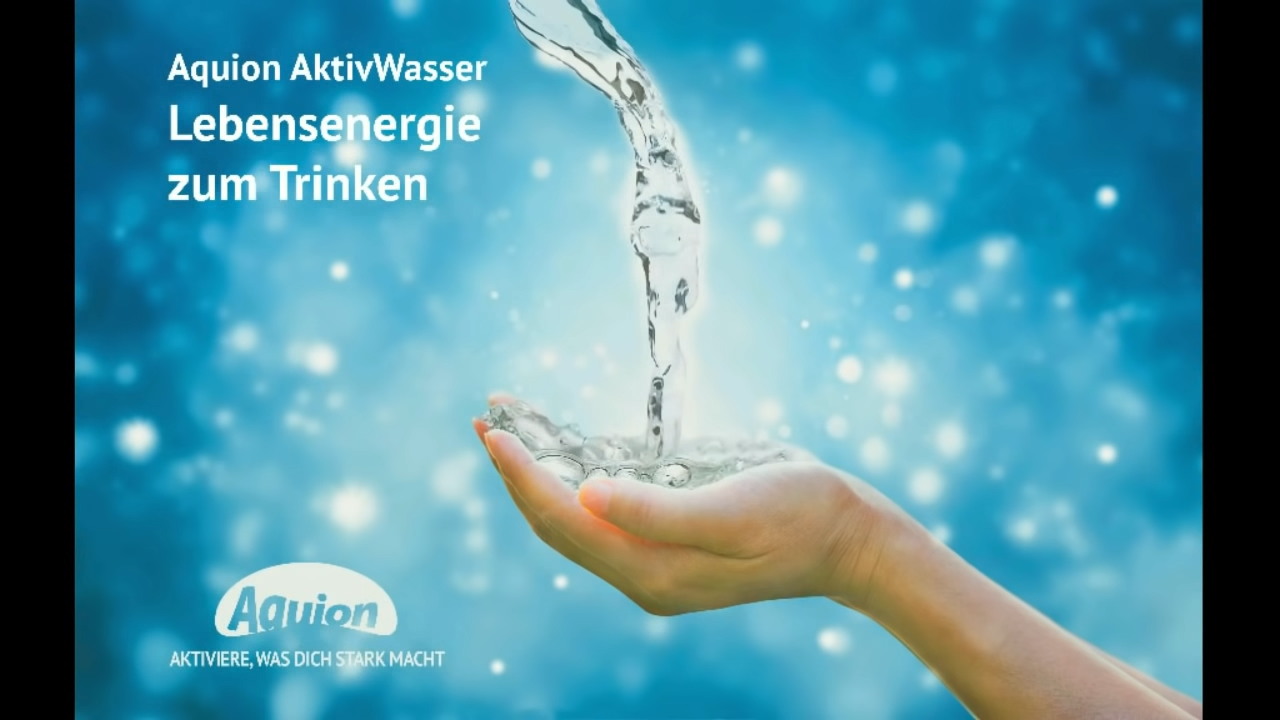 Aquion AktivWasser
Lebensenergie
zum Trinken
Aquion
AKTIVIERE, WAS DICH STARK MACHT